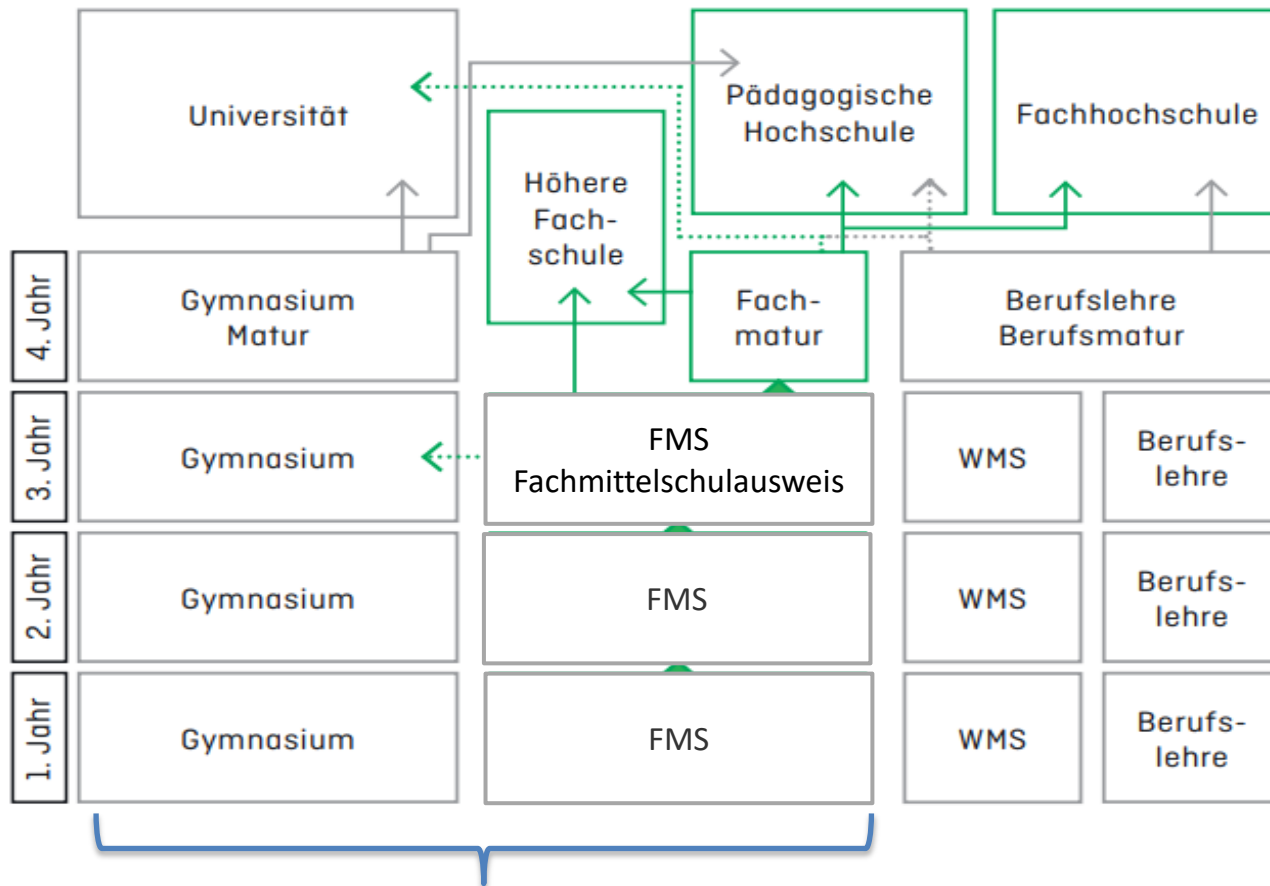 Universität
Pädagogische
Hochschule
Fachhochschule
Höhere
Fach-
schule
4. Jahr
Gymnasium
Matur
Fach-
matur
Berufslehre
Berufsmatur
3. Jahr
Gymnasium
FMS
Fachmittelschulausweis
WMS
Berufs-
lehre
2. Jahr
Gymnasium
FMS
WMS
Berufs-
lehre
1. Jahr
Gymnasium
FMS
WMS
Berufs-
lehre